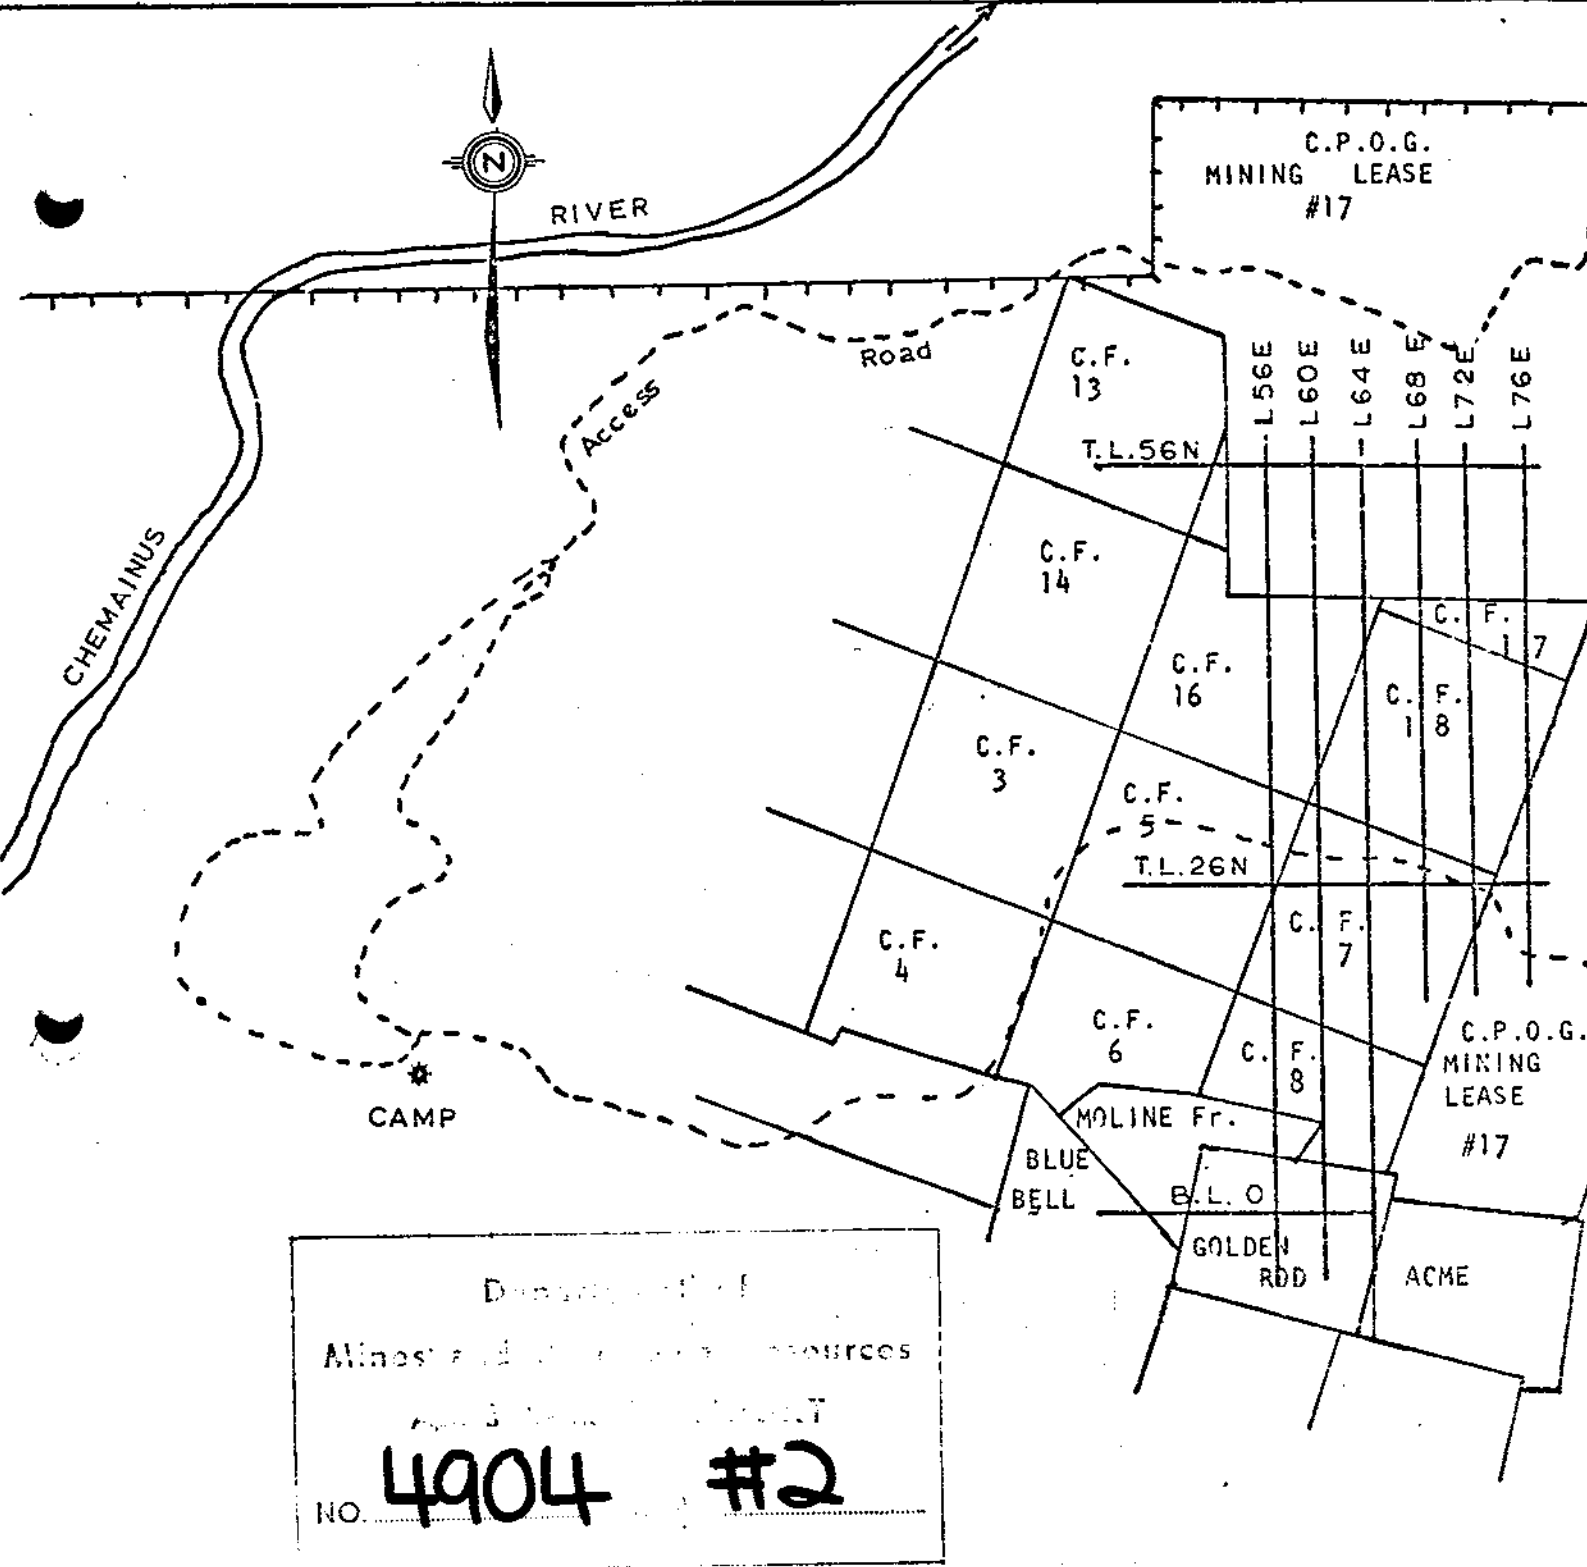 C.P.O.G.
MINING LEASE
#17
N
RIVER
Road
Access
CHEMAINUS
C.F.
13
L56E
L60E
L64E
L68E
L72E
L76E
T.L.56N
C.F.
14
C.F.
17
C.F.
16
C.F.
18
C.F.
3
C.F.
5
T.L.26N
C.F.
7
C.F.
4
C.F.
6
C.F.
8
C.P.O.G.
MINING
LEASE
#17
CAMP
MOLINE Fr.
BLUE
BELL
B.L. O
GOLDEN
ROD
ACME
Mines
NO. 4904 #2